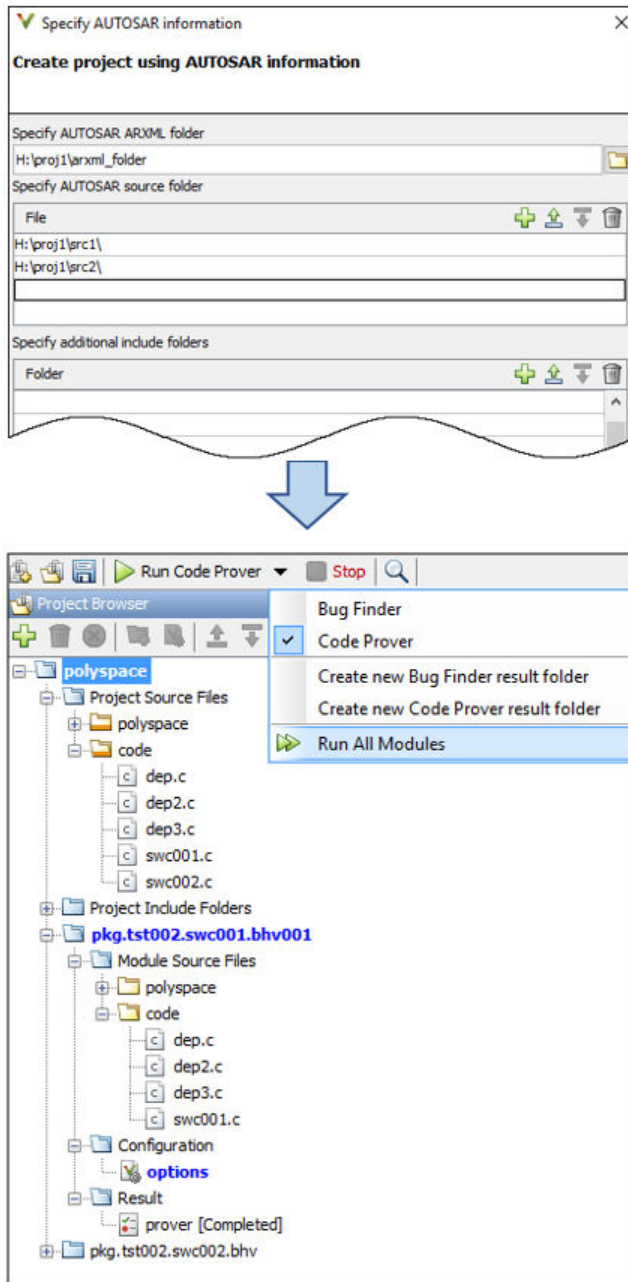 Specify AUTOSAR information
Create project using AUTOSAR information
Specify AUTOSAR ARXML folder
H:\proj1\arxml_folder
Specify AUTOSAR source folder
File
H:\proj1\src1\
H:\proj1\src2\
Specify additional include folders
Folder
Run Code Prover Stop
Project Browser
Bug Finder
Code Prover
Create new Bug Finder result folder
Create new Code Prover result folder
Run All Modules
polyspace
Project Source Files
polyspace
code
dep.c
dep2.c
dep3.c
swc001.c
swc002.c
Project Include Folders
pkg.tst002.swc001.bhv001
Module Source Files
polyspace
code
dep.c
dep2.c
dep3.c
swc001.c
Configuration
options
Result
prover [Completed]
pkg.tst002.swc002.bhv